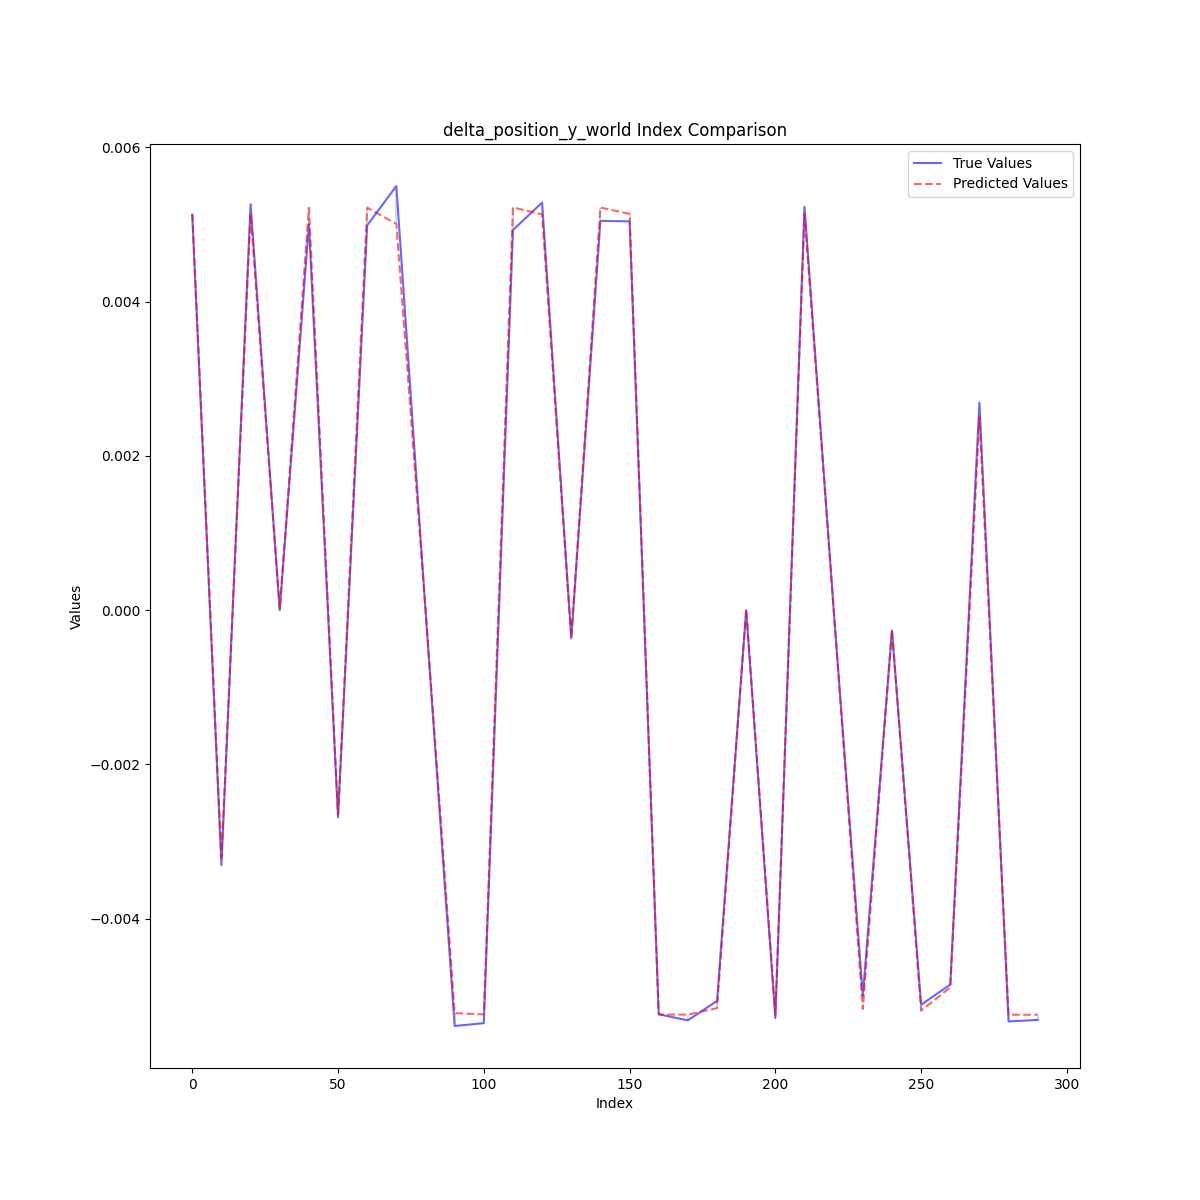 delta_position_y_world Index Comparison
True Values
Predicted Values
0.006
0.004
0.002
0.000
−0.002
−0.004
Values
0 50 100 150 200 250 300
Index